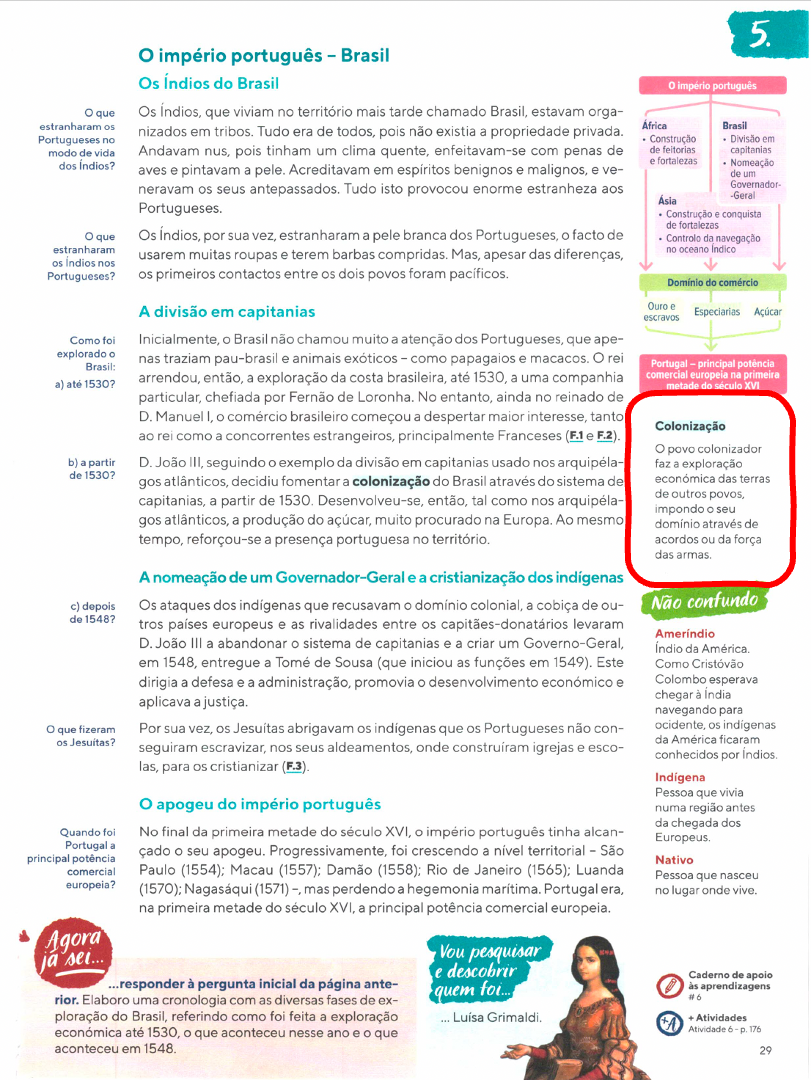 5.
O império português – Brasil
Os Índios do Brasil
O que
estranharam os
Portugueses no
modo de vida
dos Índios?
Os Índios, que viviam no território mais tarde chamado Brasil, estavam orga-
nizados em tribos. Tudo era de todos, pois não existia a propriedade privada.
Andavam nus, pois tinham um clima quente, enfeitavam-se com penas de
aves e pintavam a pele. Acreditavam em espíritos benignos e malignos, e ve-
neravam os seus antepassados. Tudo isto provocou enorme estranheza aos
Portugueses.
O que
estranharam
os Índios nos
Portugueses?
Os Índios, por sua vez, estranharam a pele branca dos Portugueses, o facto de
usarem muitas roupas e terem barbas compridas. Mas, apesar das diferenças,
os primeiros contactos entre os dois povos foram pacíficos.
A divisão em capitanias
Como foi
explorado o
Brasil:
a) até 1530?
Inicialmente, o Brasil não chamou muito a atenção dos Portugueses, que ape-
nas traziam pau-brasil e animais exóticos – como papagaios e macacos. O rei
arrendou, então, a exploração da costa brasileira, até 1530, a uma companhia
particular, chefiada por Fernão de Loronha. No entanto, ainda no reinado de
D. Manuel I, o comércio brasileiro começou a despertar maior interesse, tanto
ao rei como a concorrentes estrangeiros, principalmente Franceses (F.1 e F.2).
b) a partir
de 1530?
D. João III, seguindo o exemplo da divisão em capitanias usado nos arquipéla-
gos atlânticos, decidiu fomentar a colonização do Brasil através do sistema de
capitanias, a partir de 1530. Desenvolveu-se, então, tal como nos arquipéla-
gos atlânticos, a produção do açúcar, muito procurado na Europa. Ao mesmo
tempo, reforçou-se a presença portuguesa no território.
A nomeação de um Governador-Geral e a cristianização dos indígenas
c) depois
de 1548?
Os ataques dos indígenas que recusavam o domínio colonial, a cobiça de ou-
tros países europeus e as rivalidades entre os capitães-donatários levaram
D. João III a abandonar o sistema de capitanias e a criar um Governo-Geral,
em 1548, entregue a Tomé de Sousa (que iniciou as funções em 1549). Este
dirigia a defesa e a administração, promovia o desenvolvimento económico e
aplicava a justiça.
O que fizeram
os Jesuítas?
Por sua vez, os Jesuítas abrigavam os indígenas que os Portugueses não con-
seguiram escravizar, nos seus aldeamentos, onde construíram igrejas e esco-
las, para os cristianizar (F.3).
O apogeu do império português
Quando foi
Portugal a
principal potência
comercial
europeia?
No final da primeira metade do século XVI, o império português tinha alcan-
çado o seu apogeu. Progressivamente, foi crescendo a nível territorial – São
Paulo (1554); Macau (1557); Damão (1558); Rio de Janeiro (1565); Luanda
(1570); Nagasáqui (1571) –, mas perdendo a hegemonia marítima. Portugal era,
na primeira metade do século XVI, a principal potência comercial europeia.
O império português
África
• Construção
de feitorias
e fortalezas
Brasil
• Divisão em
capitanias
• Nomeação
de um
Governador-
-Geral
Ásia
• Construção e conquista
de fortalezas
• Controlo da navegação
no oceano Índico
Domínio do comércio
Ouro e
escravos
Especiarias
Açúcar
Portugal – principal potência
comercial europeia na primeira
metade do século XVI
Colonização
O povo colonizador
faz a exploração
económica das terras
de outros povos,
impondo o seu
domínio através de
acordos ou da força
das armas.
Não confundo
Ameríndio
Índio da América.
Como Cristóvão
Colombo esperava
chegar à Índia
navegando para
ocidente, os indígenas
da América ficaram
conhecidos por Índios.
Indígena
Pessoa que vivia
numa região antes
da chegada dos
Europeus.
Nativo
Pessoa que nasceu
no lugar onde vive.
Agora
já sei...
...responder à pergunta inicial da página ante-
rior. Elaboro uma cronologia com as diversas fases de ex-
ploração do Brasil, referindo como foi feita a exploração
económica até 1530, o que aconteceu nesse ano e o que
aconteceu em 1548.
Vou pesquisar
e descobrir
quem foi...
... Luísa Grimaldi.
Caderno de apoio
às aprendizagens
# 6
+A
+ Atividades
Atividade 6 - p. 176
29